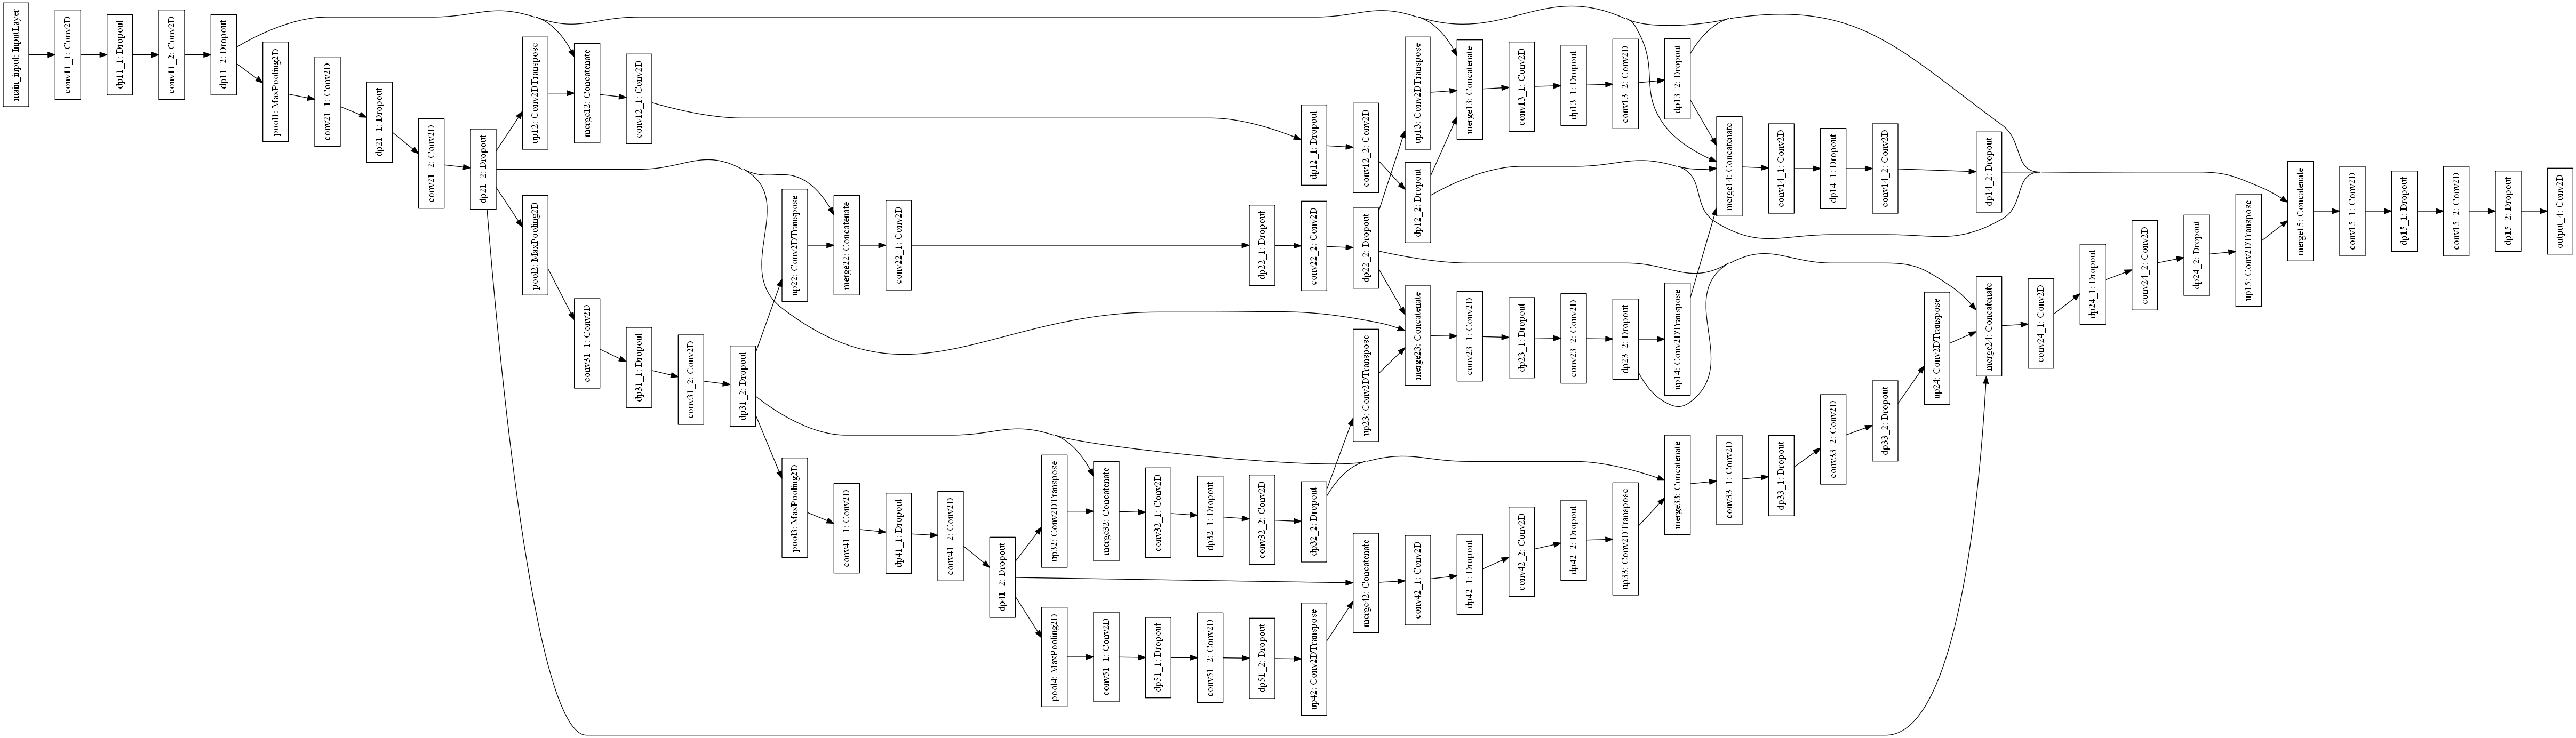 main_input: InputLayer
conv11_1: Conv2D
dp11_1: Dropout
conv11_2: Conv2D
dp11_2: Dropout
pool1: MaxPooling2D
conv21_1: Conv2D
dp21_1: Dropout
conv21_2: Conv2D
dp21_2: Dropout
up12: Conv2DTranspose
pool2: MaxPooling2D
merge12: Concatenate
conv31_1: Conv2D
conv12_1: Conv2D
dp31_1: Dropout
conv31_2: Conv2D
dp31_2: Dropout
up22: Conv2DTranspose
pool3: MaxPooling2D
merge22: Concatenate
conv41_1: Conv2D
conv22_1: Conv2D
dp41_1: Dropout
conv41_2: Conv2D
dp41_2: Dropout
up32: Conv2DTranspose
pool4: MaxPooling2D
merge32: Concatenate
conv51_1: Conv2D
conv32_1: Conv2D
dp51_1: Dropout
dp32_1: Dropout
conv51_2: Conv2D
dp22_1: Dropout
conv32_2: Conv2D
dp51_2: Dropout
dp12_1: Dropout
conv22_2: Conv2D
dp32_2: Dropout
up42: Conv2DTranspose
conv12_2: Conv2D
dp22_2: Dropout
up23: Conv2DTranspose
merge42: Concatenate
up13: Conv2DTranspose
dp12_2: Dropout
merge23: Concatenate
conv42_1: Conv2D
merge13: Concatenate
conv23_1: Conv2D
dp42_1: Dropout
conv13_1: Conv2D
dp23_1: Dropout
conv42_2: Conv2D
dp13_1: Dropout
conv23_2: Conv2D
dp42_2: Dropout
conv13_2: Conv2D
dp23_2: Dropout
up33: Conv2DTranspose
dp13_2: Dropout
up14: Conv2DTranspose
merge33: Concatenate
merge14: Concatenate
conv33_1: Conv2D
conv14_1: Conv2D
dp33_1: Dropout
dp14_1: Dropout
conv33_2: Conv2D
conv14_2: Conv2D
dp33_2: Dropout
up24: Conv2DTranspose
dp14_2: Dropout
merge24: Concatenate
conv24_1: Conv2D
dp24_1: Dropout
conv24_2: Conv2D
dp24_2: Dropout
up15: Conv2DTranspose
merge15: Concatenate
conv15_1: Conv2D
dp15_1: Dropout
conv15_2: Conv2D
dp15_2: Dropout
output_4: Conv2D